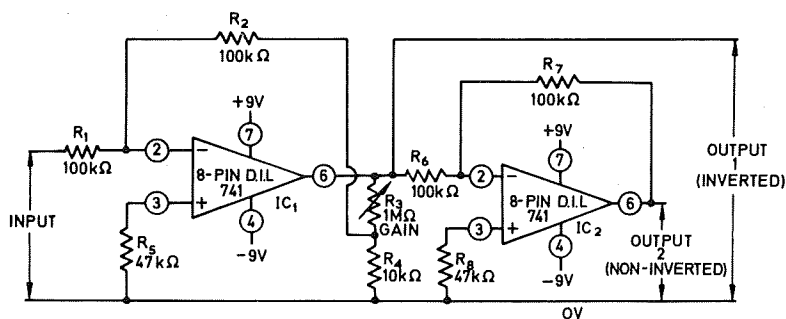 R2
100kΩ
R7
100kΩ
+9V
7
+9V
7
R1
100kΩ
2
−
8-PIN D.I.L
741
6
R6
100kΩ
2
−
8-PIN D.I.L
741
6
OUTPUT
1
(INVERTED)
INPUT
3
+
IC1
4
−9V
R3
1MΩ
GAIN
3
+
IC2
4
−9V
OUTPUT
2
(NON-INVERTED)
R5
47kΩ
R4
10kΩ
R8
47kΩ
0V